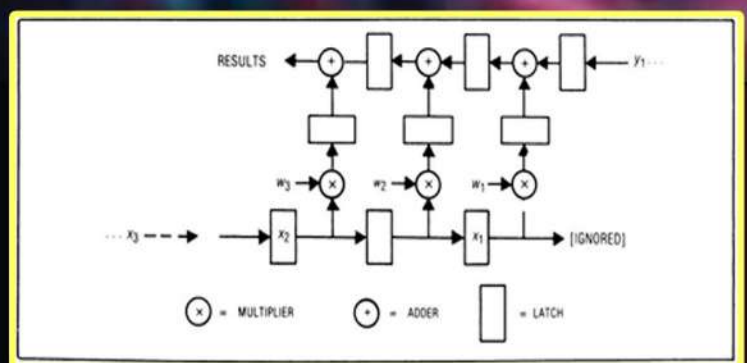 RESULTS ← + + + ← y₁ ···
w₃ × w₂ × w₁ ×
··· x₃ x₂ x₁ [IGNORED]
× = MULTIPLIER + = ADDER = LATCH